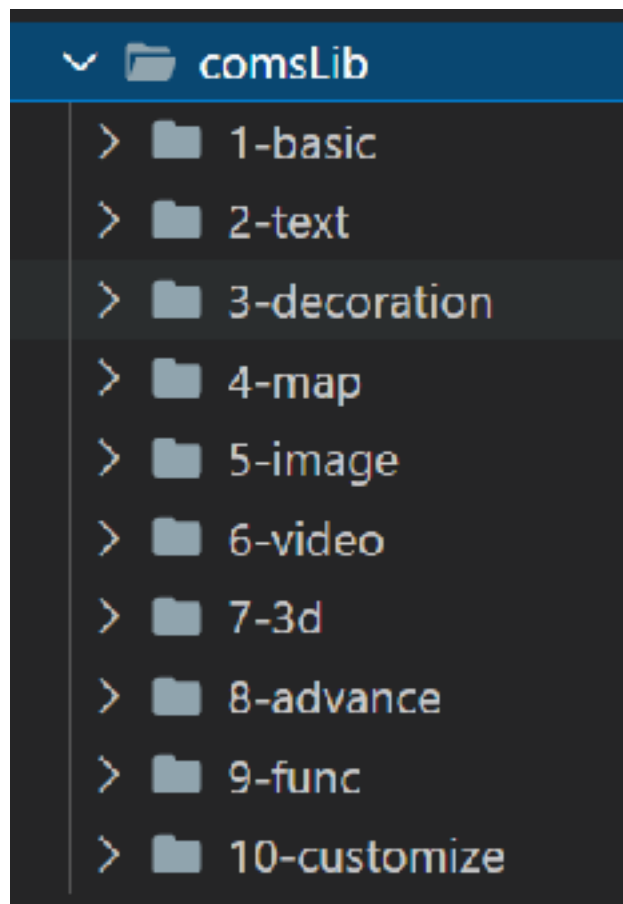 comsLib
1-basic
2-text
3-decoration
4-map
5-image
6-video
7-3d
8-advance
9-func
10-customize